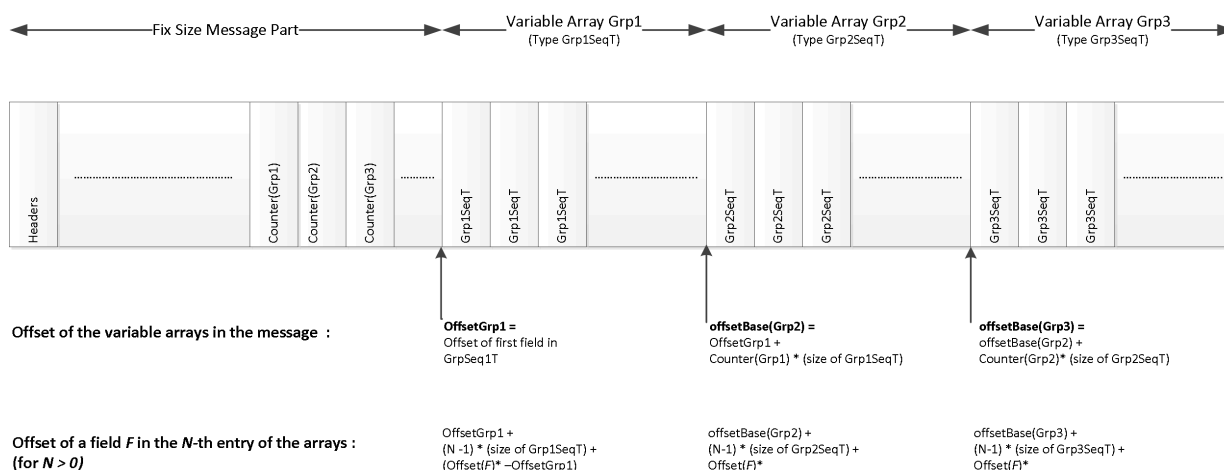 Fix Size Message Part
Variable Array Grp1
(Type Grp1SeqT)
Variable Array Grp2
(Type Grp2SeqT)
Variable Array Grp3
(Type Grp3SeqT)
Headers
Counter(Grp1)
Counter(Grp2)
Counter(Grp3)
Grp1SeqT
Grp1SeqT
Grp1SeqT
Grp2SeqT
Grp2SeqT
Grp2SeqT
Grp3SeqT
Grp3SeqT
Grp3SeqT
Offset of the variable arrays in the message :
OffsetGrp1 =
Offset of first field in
GrpSeq1T
offsetBase(Grp2) =
OffsetGrp1 +
Counter(Grp1) * (size of Grp1SeqT)
offsetBase(Grp3) =
offsetBase(Grp2) +
Counter(Grp2)* (size of Grp2SeqT)
Offset of a field F in the N-th entry of the arrays :
(for N > 0)
OffsetGrp1 +
(N -1) * (size of Grp1SeqT) +
(Offset(F)* –OffsetGrp1)
offsetBase(Grp2) +
(N-1) * (size of Grp2SeqT) +
Offset(F)*
offsetBase(Grp3) +
(N-1) * (size of Grp3SeqT) +
Offset(F)*